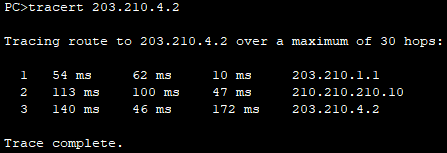 PC>tracert 203.210.4.2
Tracing route to 203.210.4.2 over a maximum of 30 hops:
1 54 ms 62 ms 10 ms 203.210.1.1
2 113 ms 100 ms 47 ms 210.210.210.10
3 140 ms 46 ms 172 ms 203.210.4.2
Trace complete.